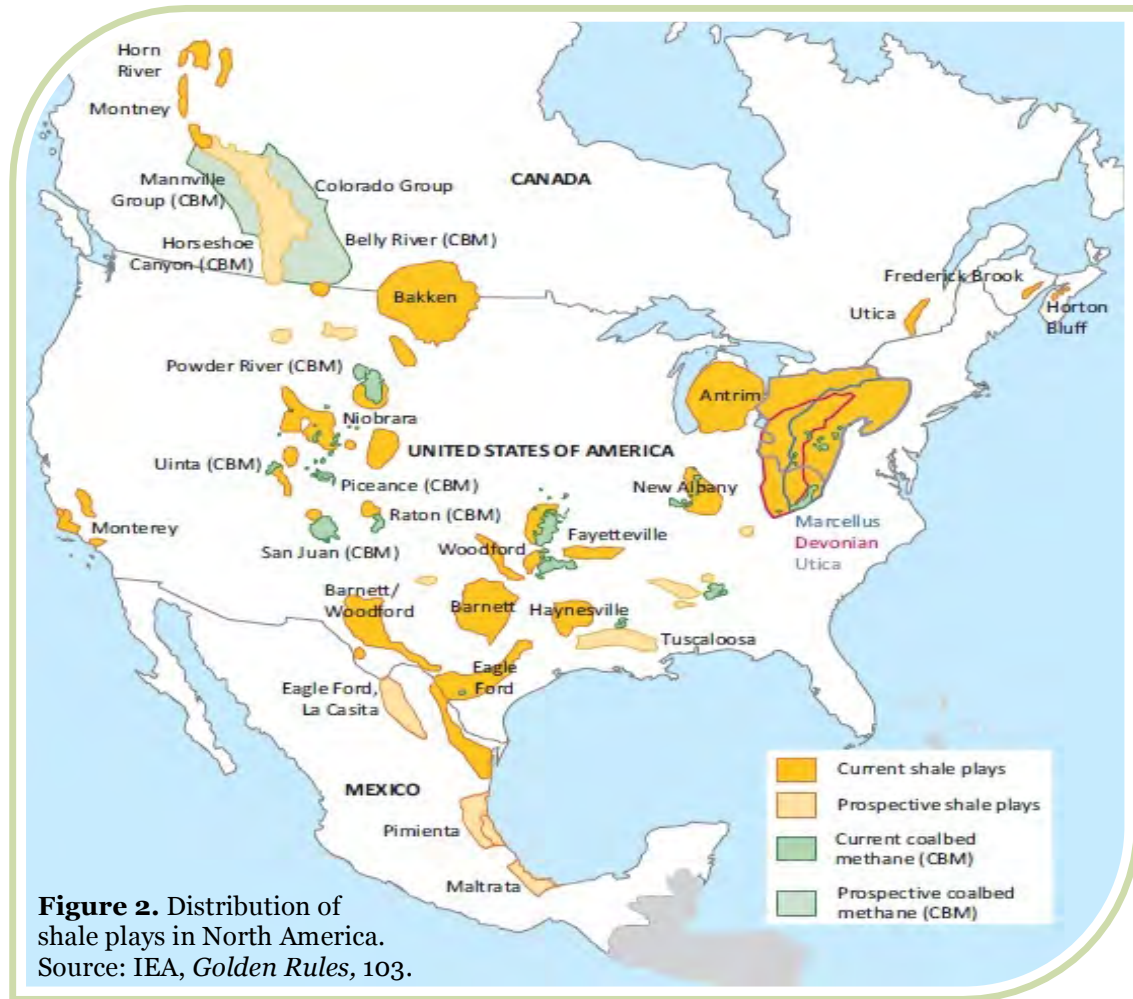 Horn
River
Montney
Mannville
Group (CBM)
Colorado Group
CANADA
Horseshoe
Canyon (CBM)
Belly River (CBM)
Bakken
Frederick Brook
Utica
Horton
Bluff
Powder River (CBM)
Antrim
Niobrara
UNITED STATES OF AMERICA
Uinta (CBM)
Piceance (CBM)
New Albany
Monterey
Raton (CBM)
San Juan (CBM)
Woodford
Fayetteville
Marcellus
Devonian
Utica
Barnett/
Woodford
Barnett
Haynesville
Tuscaloosa
Eagle
Ford
Eagle Ford,
La Casita
MEXICO
Pimienta
Maltrata
Current shale plays
Prospective shale plays
Current coalbed
methane (CBM)
Prospective coalbed
methane (CBM)
Figure 2. Distribution of
shale plays in North America.
Source: IEA, Golden Rules, 103.